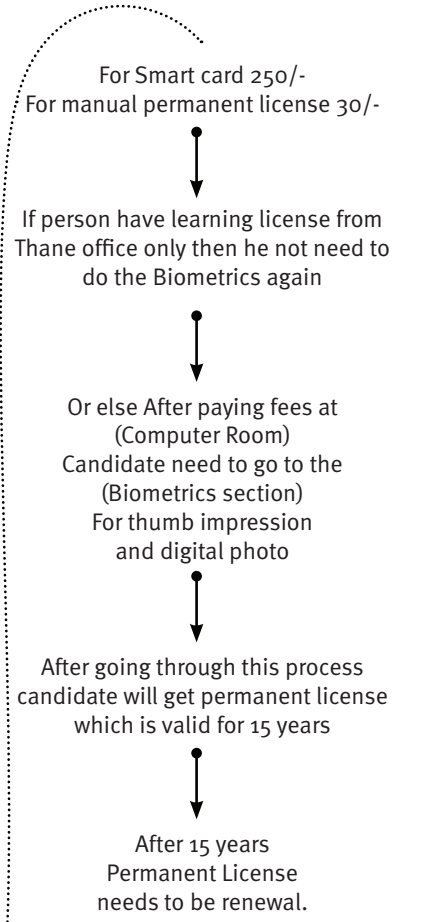 For Smart card 250/-
For manual permanent license 30/-
If person have learning license from
Thane office only then he not need to
do the Biometrics again
Or else After paying fees at
(Computer Room)
Candidate need to go to the
(Biometrics section)
For thumb impression
and digital photo
After going through this process
candidate will get permanent license
which is valid for 15 years
After 15 years
Permanent License
needs to be renewal.